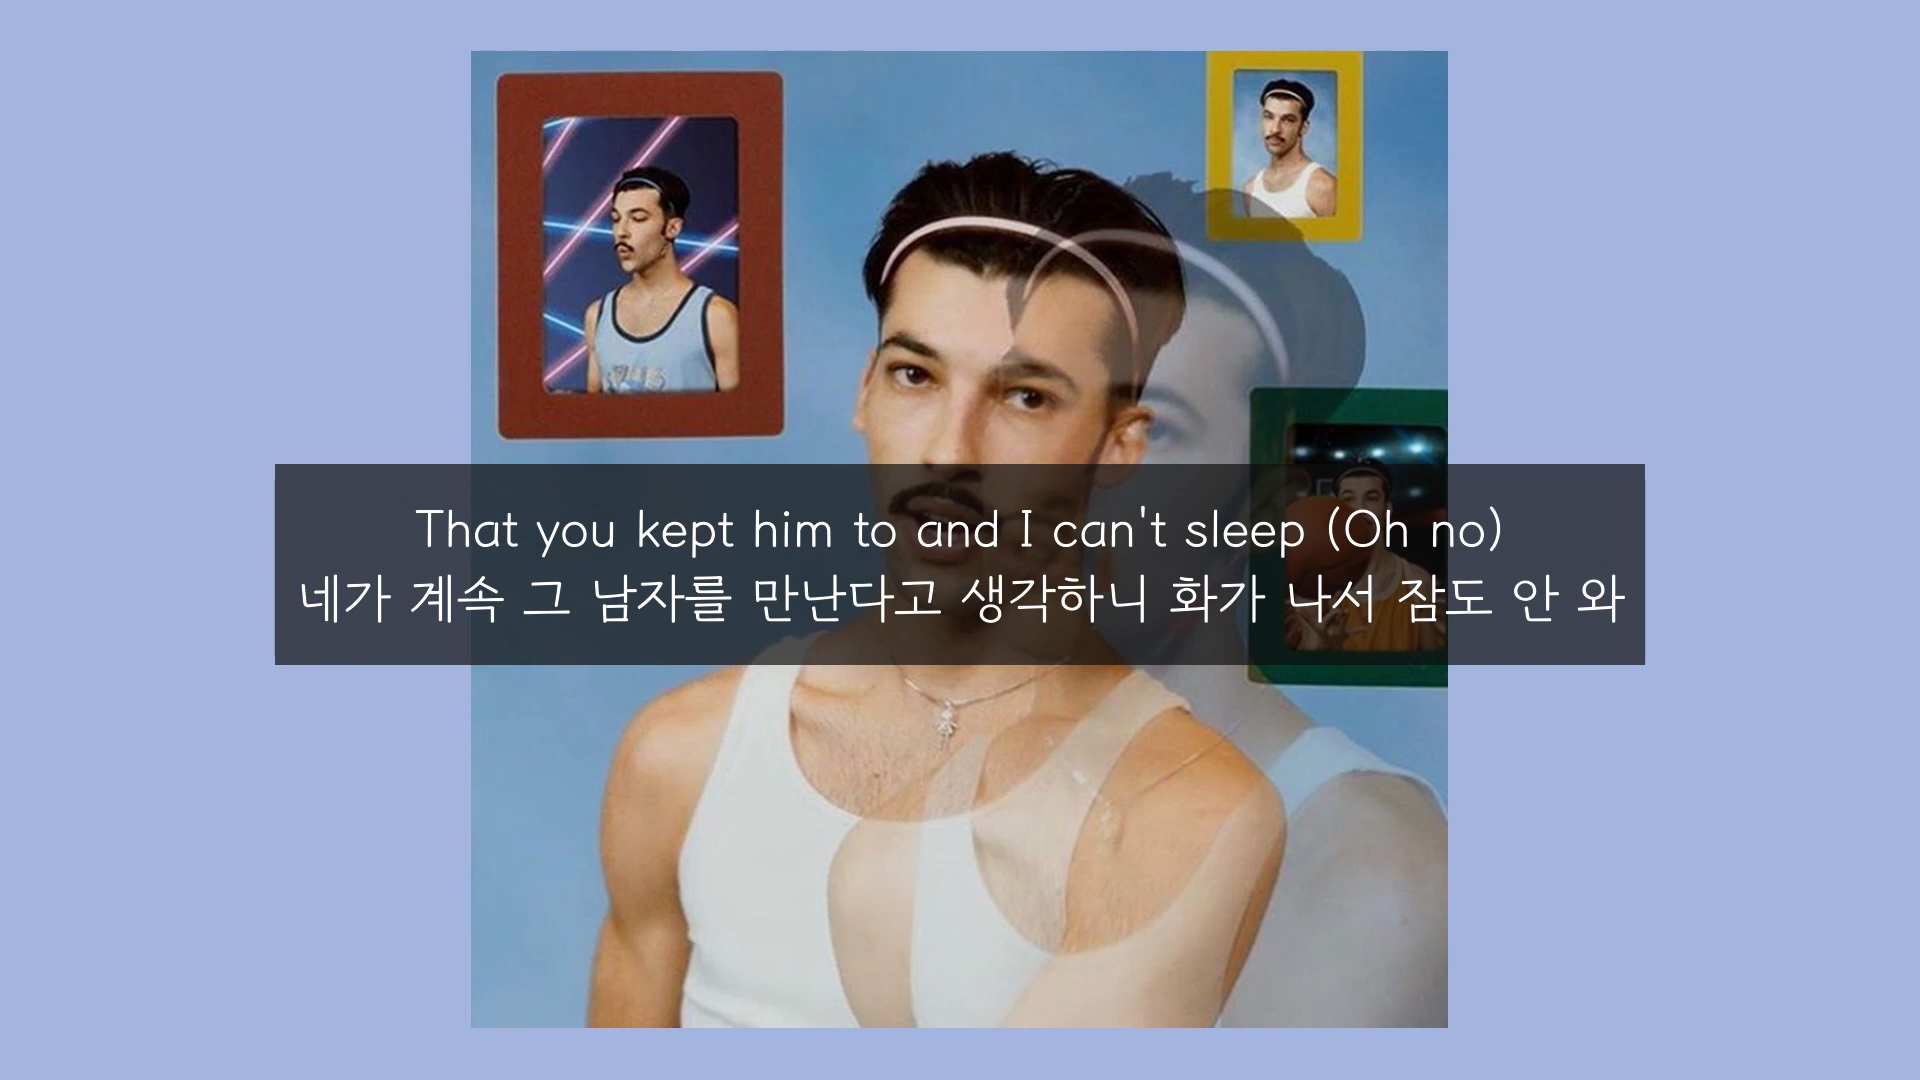 That you kept him to and I can't sleep (Oh no)
네가 계속 그 남자를 만난다고 생각하니 화가 나서 잠도 안 와